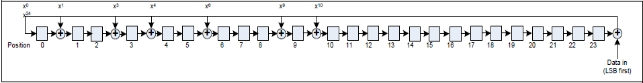 x⁰ x¹ x³ x⁴ x⁶ x⁹ x¹⁰
x²⁴
Position 0 1 2 3 4 5 6 7 8 9 10 11 12 13 14 15 16 17 18 19 20 21 22 23
Data in
(LSB first)